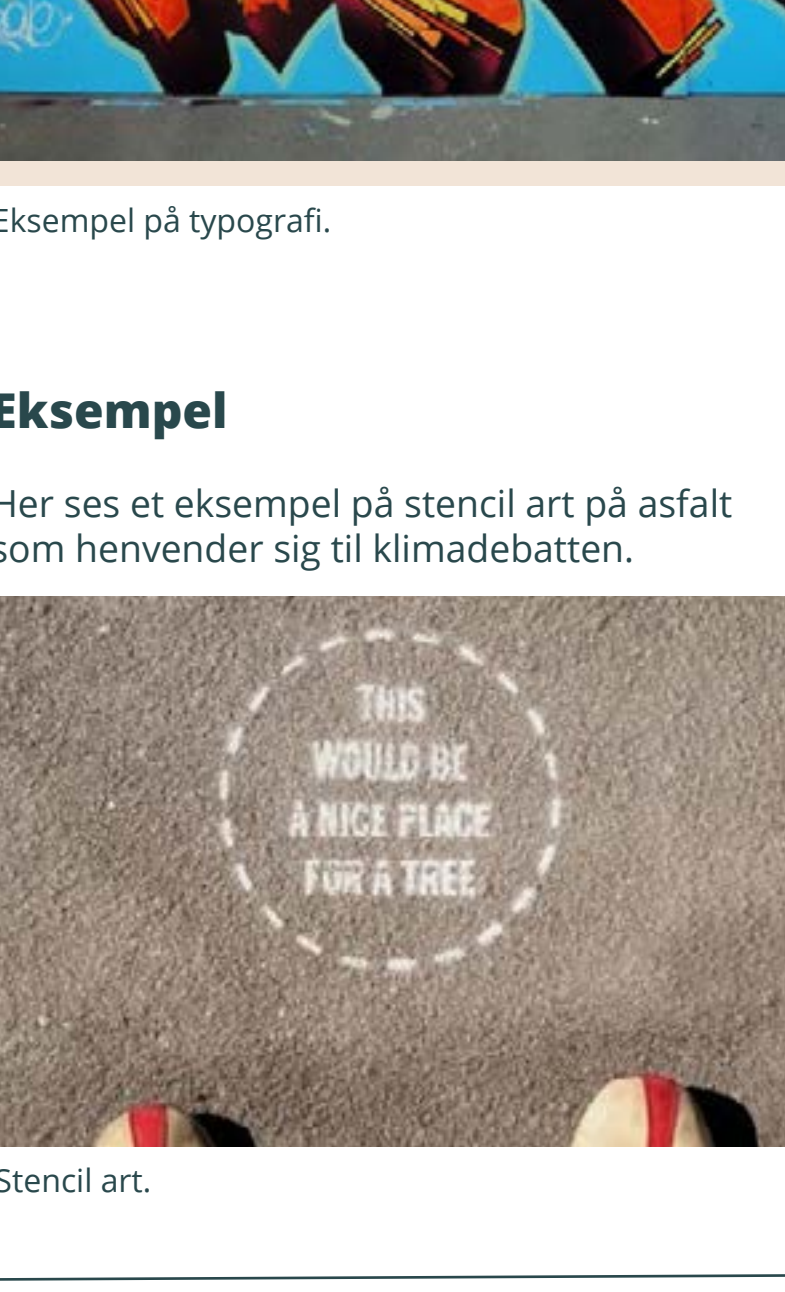 Eksempel på typografi.
Eksempel
Her ses et eksempel på stencil art på asfalt
som henvender sig til klimadebatten.
THIS
WOULD BE
A NICE PLACE
FOR A TREE
Stencil art.